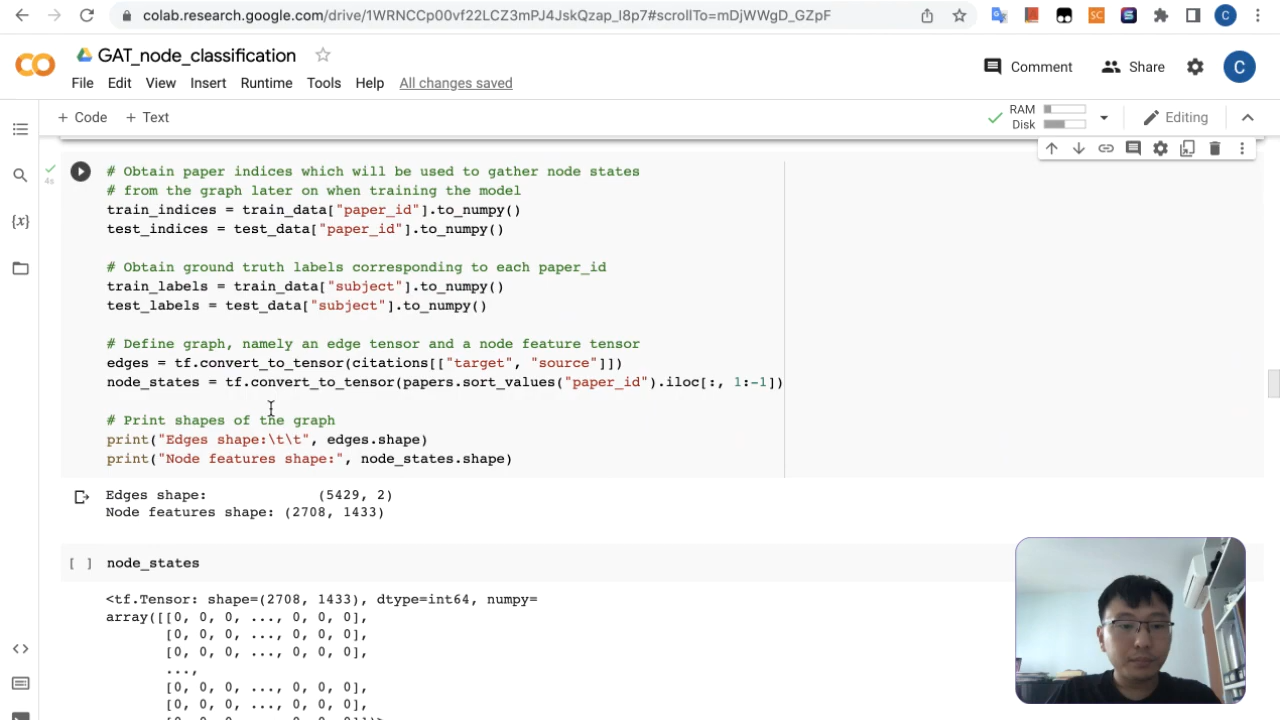 colab.research.google.com/drive/1WRNCCp00vf22LCZ3mPJ4JskQzap_I8p7#scrollTo=mDjWWgD_GZpF
SC
C
CO
GAT_node_classification
File Edit View Insert Runtime Tools Help All changes saved
Comment Share
C
+ Code + Text
RAM
Disk
Editing
{x}
4s
# Obtain paper indices which will be used to gather node states
# from the graph later on when training the model
train_indices = train_data["paper_id"].to_numpy()
test_indices = test_data["paper_id"].to_numpy()
# Obtain ground truth labels corresponding to each paper_id
train_labels = train_data["subject"].to_numpy()
test_labels = test_data["subject"].to_numpy()
# Define graph, namely an edge tensor and a node feature tensor
edges = tf.convert_to_tensor(citations[["target", "source"]])
node_states = tf.convert_to_tensor(papers.sort_values("paper_id").iloc[:, 1:-1])
# Print shapes of the graph
print("Edges shape:\t\t", edges.shape)
print("Node features shape:", node_states.shape)
Edges shape: (5429, 2)
Node features shape: (2708, 1433)
[ ] node_states
<tf.Tensor: shape=(2708, 1433), dtype=int64, numpy=
array([[0, 0, 0, ..., 0, 0, 0],
[0, 0, 0, ..., 0, 0, 0],
[0, 0, 0, ..., 0, 0, 0],
...,
[0, 0, 0, ..., 0, 0, 0],
[0, 0, 0, ..., 0, 0, 0],